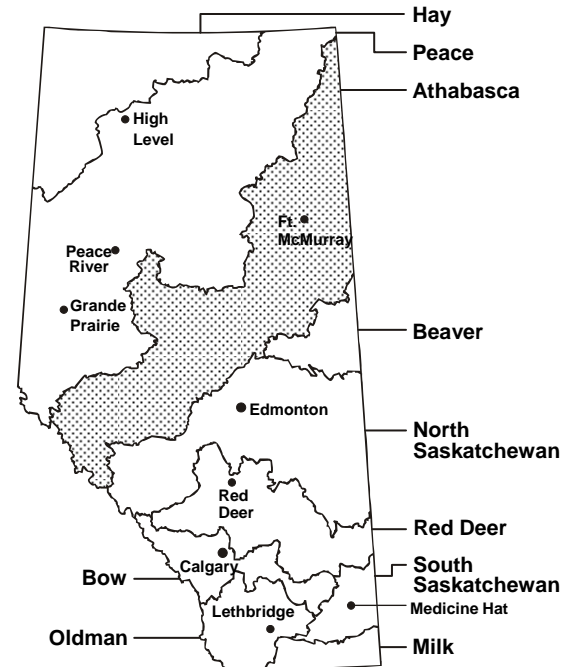 Hay
Peace
Athabasca
High
Level
Ft.
McMurray
Peace
River
Grande
Prairie
Beaver
Edmonton
North
Saskatchewan
Red
Deer
Red Deer
Calgary
South
Saskatchewan
Bow
Lethbridge
Medicine Hat
Oldman
Milk